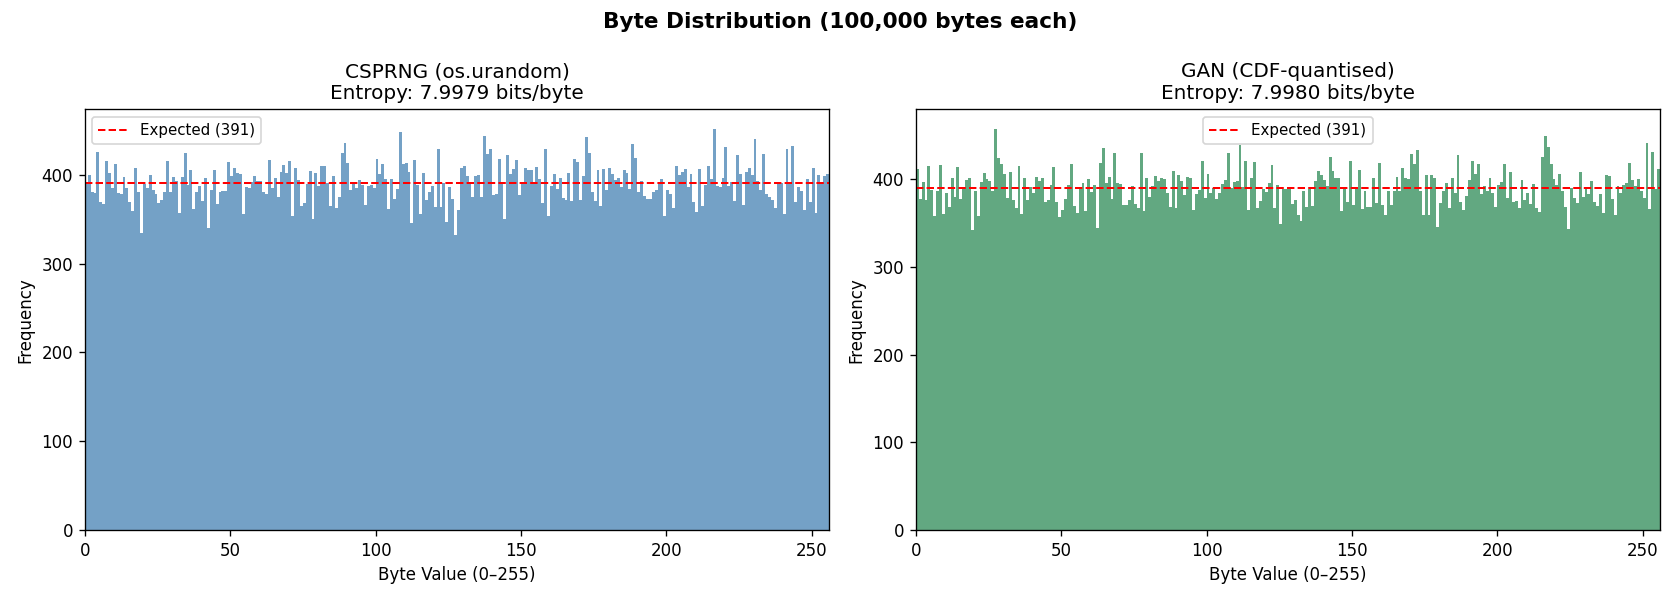 Byte Distribution (100,000 bytes each)
CSPRNG (os.urandom)
Entropy: 7.9979 bits/byte
Expected (391)
400
300
200
100
0
Frequency
0 50 100 150 200 250
Byte Value (0–255)
GAN (CDF-quantised)
Entropy: 7.9980 bits/byte
Expected (391)
400
300
200
100
0
Frequency
0 50 100 150 200 250
Byte Value (0–255)